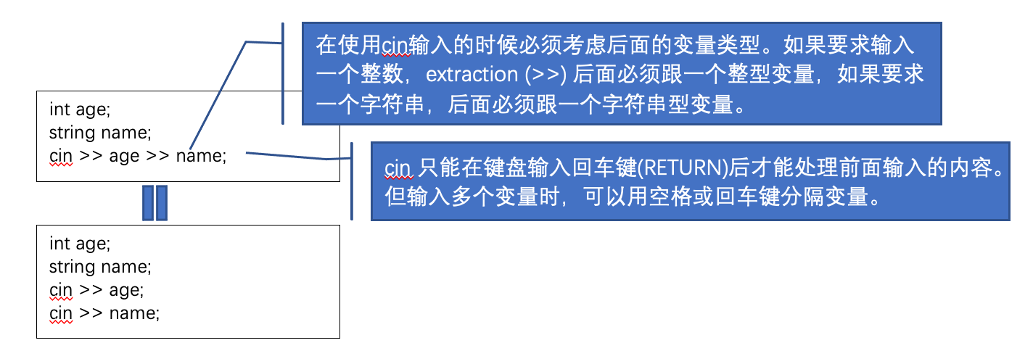 在使用cin输入的时候必须考虑后面的变量类型。如果要求输入
一个整数，extraction (>>) 后面必须跟一个整型变量，如果要求
一个字符串，后面必须跟一个字符串型变量。
int age;
string name;
cin >> age >> name;
cin 只能在键盘输入回车键(RETURN)后才能处理前面输入的内容。
但输入多个变量时，可以用空格或回车键分隔变量。
int age;
string name;
cin >> age;
cin >> name;